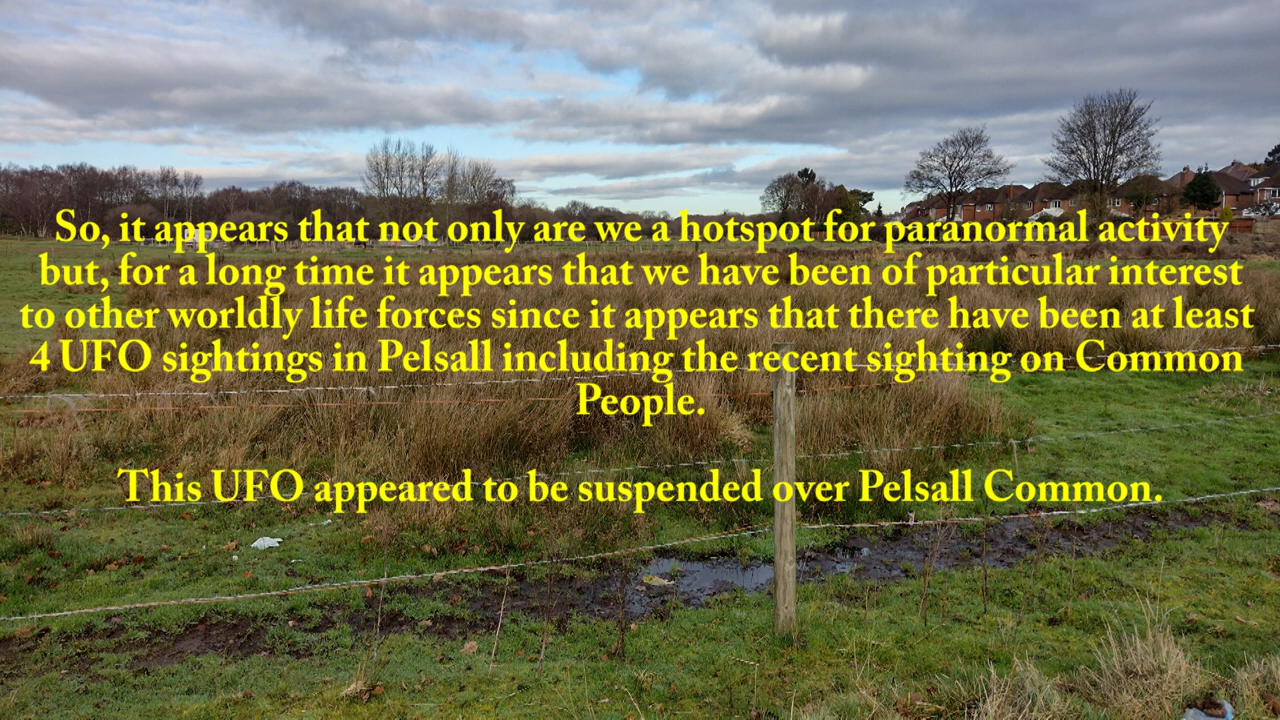 So, it appears that not only are we a hotspot for paranormal activity
but, for a long time it appears that we have been of particular interest
to other worldly life forces since it appears that there have been at least
4 UFO sightings in Pelsall including the recent sighting on Common
People.
This UFO appeared to be suspended over Pelsall Common.